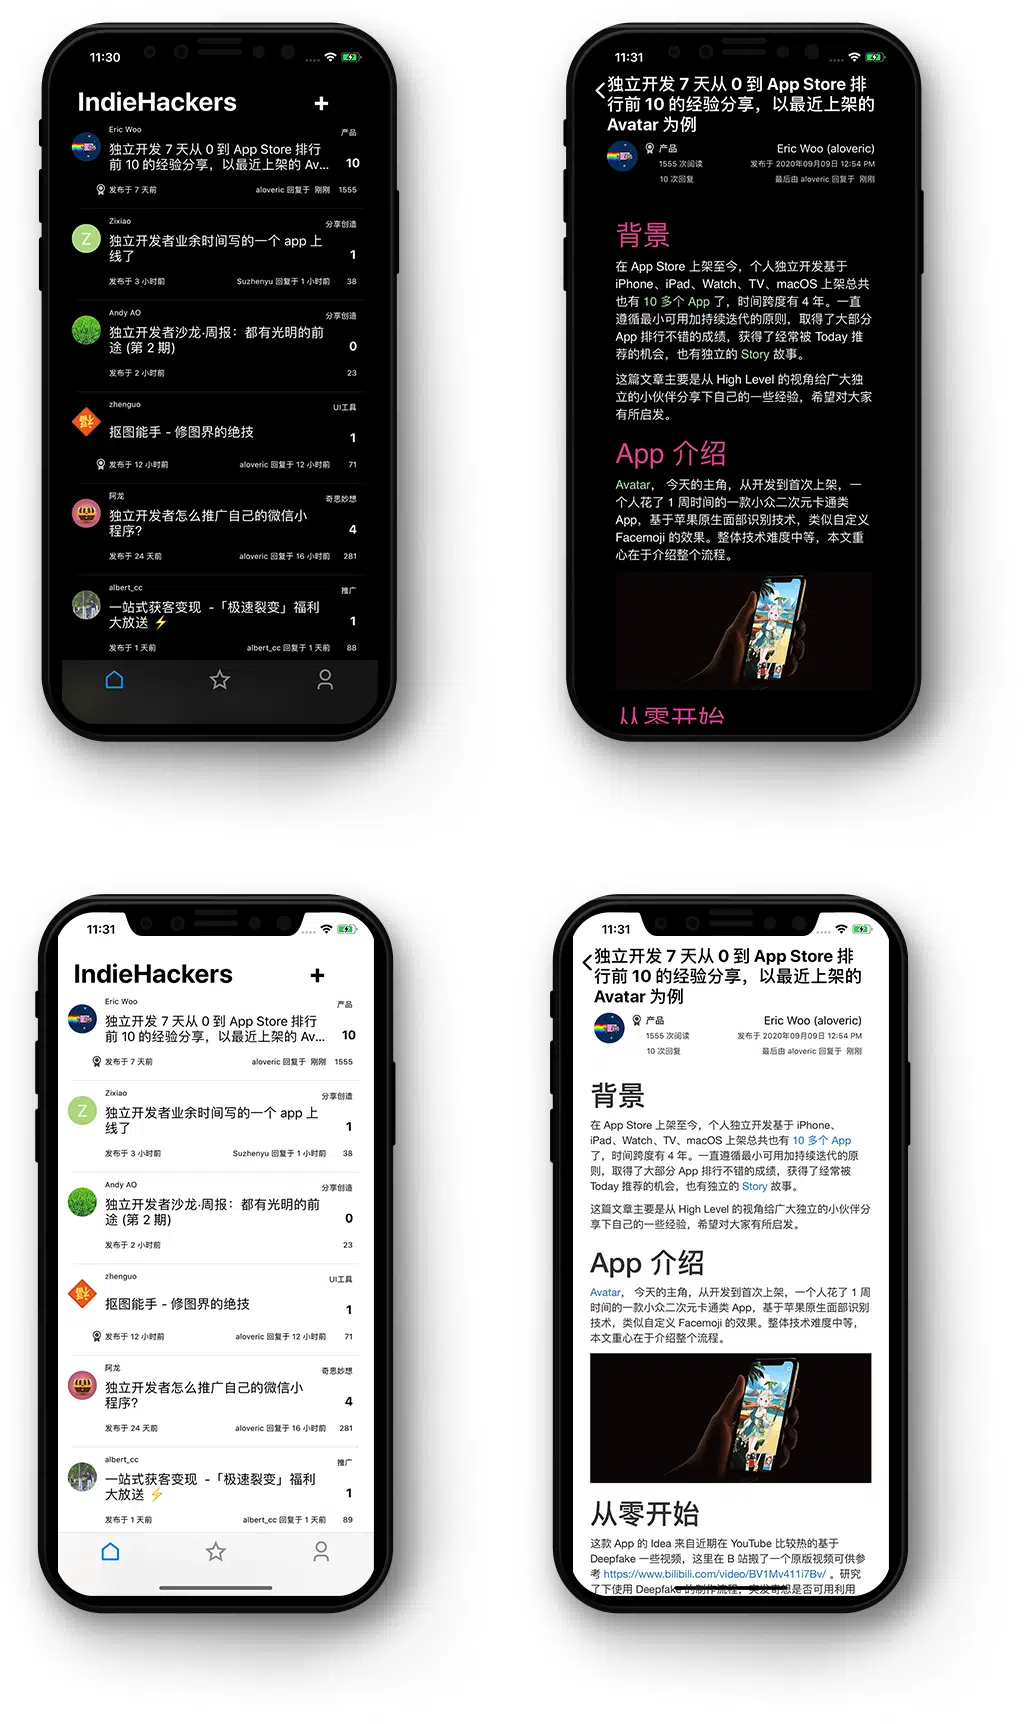 11:30
IndieHackers
+
Eric Woo
产品
独立开发 7 天从 0 到 App Store 排行
前 10 的经验分享，以最近上架的 Av...
10
发布于 7 天前
aloveric 回复于 刚刚
1555
Zixiao
分享创造
Z
独立开发者业余时间写的一个 app 上
线了
1
发布于 3 小时前
Suzhenyu 回复于 1 小时前
38
Andy AO
分享创造
独立开发者沙龙·周报：都有光明的前
途 (第 2 期)
0
发布于 2 小时前
23
zhenguo
UI工具
抠图能手 - 修图界的绝技
1
发布于 12 小时前
aloveric 回复于 12 小时前
71
阿龙
奇思妙想
独立开发者怎么推广自己的微信小
程序?
4
发布于 24 天前
aloveric 回复于 16 小时前
281
albert_cc
推广
一站式获客变现 -「极速裂变」福利
大放送 ⚡
1
发布于 1 天前
albert_cc 回复于 1 天前
88
11:31
独立开发 7 天从 0 到 App Store 排
行前 10 的经验分享，以最近上架的
Avatar 为例
产品
Eric Woo (aloveric)
1555 次阅读
发布于 2020年09月09日 12:54 PM
10 次回复
最后由 aloveric 回复于 刚刚
背景
在 App Store 上架至今，个人独立开发基于
iPhone、iPad、Watch、TV、macOS 上架总共
也有 10 多个 App 了，时间跨度有 4 年。一直
遵循最小可用加持续迭代的原则，取得了大部分
App 排行不错的成绩，获得了经常被 Today 推
荐的机会，也有独立的 Story 故事。
这篇文章主要是从 High Level 的视角给广大独
立的小伙伴分享下自己的一些经验，希望对大家
有所启发。
App 介绍
Avatar， 今天的主角，从开发到首次上架，一
个人花了 1 周时间的一款小众二次元卡通类
App，基于苹果原生面部识别技术，类似自定义
Facemoji 的效果。整体技术难度中等，本文重
心在于介绍整个流程。
从零开始
11:31
IndieHackers
+
Eric Woo
产品
独立开发 7 天从 0 到 App Store 排行
前 10 的经验分享，以最近上架的 Av...
10
发布于 7 天前
aloveric 回复于 刚刚
1555
Zixiao
分享创造
Z
独立开发者业余时间写的一个 app 上
线了
1
发布于 3 小时前
Suzhenyu 回复于 1 小时前
38
Andy AO
分享创造
独立开发者沙龙·周报：都有光明的前
途 (第 2 期)
0
发布于 2 小时前
23
zhenguo
UI工具
抠图能手 - 修图界的绝技
1
发布于 12 小时前
aloveric 回复于 12 小时前
71
阿龙
奇思妙想
独立开发者怎么推广自己的微信小
程序?
4
发布于 24 天前
aloveric 回复于 16 小时前
281
albert_cc
推广
一站式获客变现 -「极速裂变」福利
大放送 ⚡
1
发布于 1 天前
albert_cc 回复于 1 天前
89
11:31
独立开发 7 天从 0 到 App Store 排
行前 10 的经验分享，以最近上架的
Avatar 为例
产品
Eric Woo (aloveric)
1555 次阅读
发布于 2020年09月09日 12:54 PM
10 次回复
最后由 aloveric 回复于 刚刚
背景
在 App Store 上架至今，个人独立开发基于 iPhone、
iPad、Watch、TV、macOS 上架总共也有 10 多个 App
了，时间跨度有 4 年。一直遵循最小可用加持续迭代的原
则，取得了大部分 App 排行不错的成绩，获得了经常被
Today 推荐的机会，也有独立的 Story 故事。
这篇文章主要是从 High Level 的视角给广大独立的小伙伴分
享下自己的一些经验，希望对大家有所启发。
App 介绍
Avatar， 今天的主角，从开发到首次上架，一个人花了 1 周
时间的一款小众二次元卡通类 App，基于苹果原生面部识别
技术，类似自定义 Facemoji 的效果。整体技术难度中等，
本文重心在于介绍整个流程。
从零开始
这款 App 的 Idea 来自近期在 YouTube 比较热的基于
Deepfake 一些视频，这里在 B 站搬了一个原版视频可供参
考 https://www.bilibili.com/video/BV1Mv411i7Bv/ 。研究
了下使用 Deepfake 的制作流程，突发奇想是否可用利用